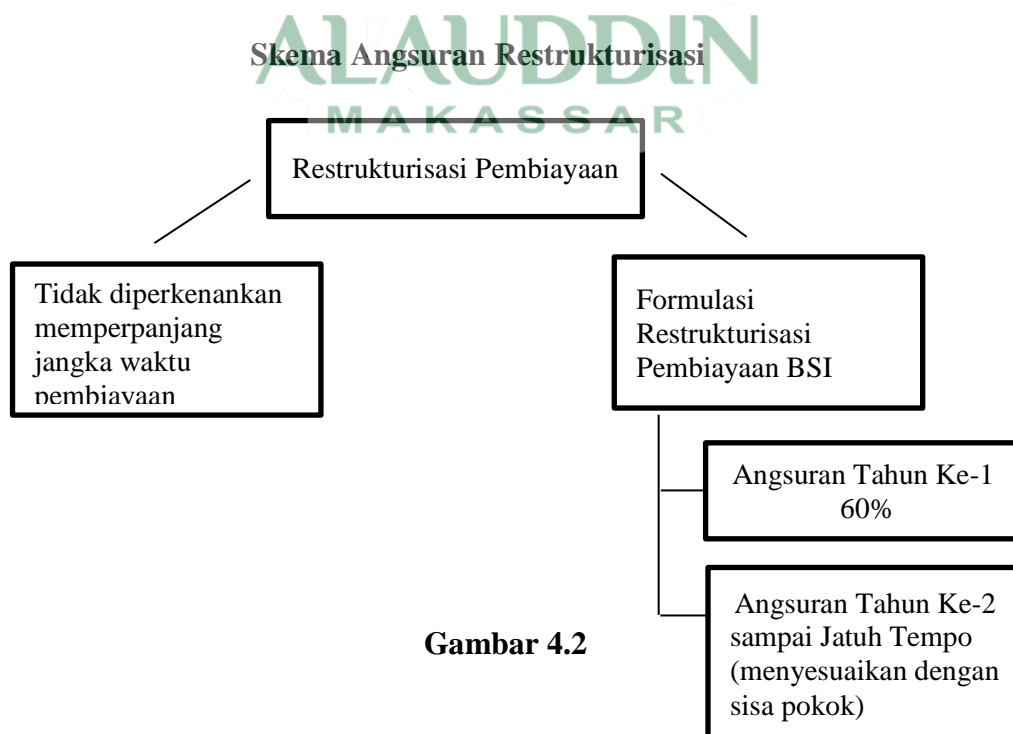 ALAUDDIN
Skema Angsuran Restrukturisasi
MAKASSAR
Restrukturisasi Pembiayaan
Tidak diperkenankan
memperpanjang
jangka waktu
pembiayaan
Formulasi
Restrukturisasi
Pembiayaan BSI
Angsuran Tahun Ke-1
60%
Angsuran Tahun Ke-2
sampai Jatuh Tempo
(menyesuaikan dengan
sisa pokok)
Gambar 4.2